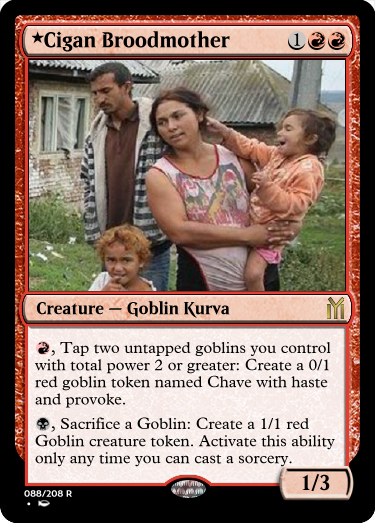 ★Cigan Broodmother 1
Creature — Goblin Kurva
, Tap two untapped goblins you control
with total power 2 or greater: Create a 0/1
red goblin token named Chave with haste
and provoke.
, Sacrifice a Goblin: Create a 1/1 red
Goblin creature token. Activate this ability
only any time you can cast a sorcery.
1/3
088/208 R